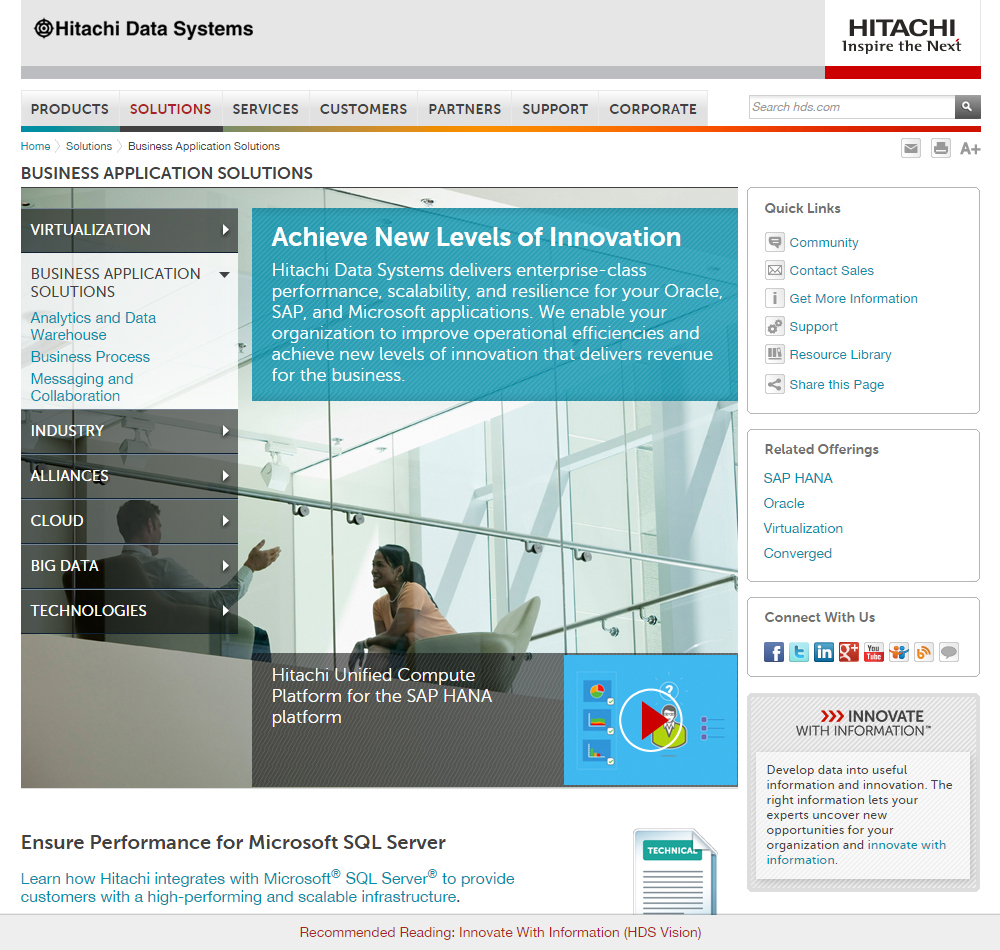 Hitachi Data Systems
HITACHI
Inspire the Next
PRODUCTS
SOLUTIONS
SERVICES
CUSTOMERS
PARTNERS
SUPPORT
CORPORATE
Search hds.com
Home
Solutions
Business Application Solutions
A+
BUSINESS APPLICATION SOLUTIONS
VIRTUALIZATION
BUSINESS APPLICATION
SOLUTIONS
Analytics and Data
Warehouse
Business Process
Messaging and
Collaboration
INDUSTRY
ALLIANCES
CLOUD
BIG DATA
TECHNOLOGIES
Achieve New Levels of Innovation
Hitachi Data Systems delivers enterprise-class
performance, scalability, and resilience for your Oracle,
SAP, and Microsoft applications. We enable your
organization to improve operational efficiencies and
achieve new levels of innovation that delivers revenue
for the business.
Hitachi Unified Compute
Platform for the SAP HANA
platform
?
Quick Links
Community
Contact Sales
Get More Information
Support
Resource Library
Share this Page
Related Offerings
SAP HANA
Oracle
Virtualization
Converged
Connect With Us
You
Tube
INNOVATE
WITH INFORMATION™
Develop data into useful
information and innovation. The
right information lets your
experts uncover new
opportunities for your
organization and innovate with
information.
Ensure Performance for Microsoft SQL Server
Learn how Hitachi integrates with Microsoft® SQL Server® to provide
customers with a high-performing and scalable infrastructure.
TECHNICAL
Recommended Reading: Innovate With Information (HDS Vision)